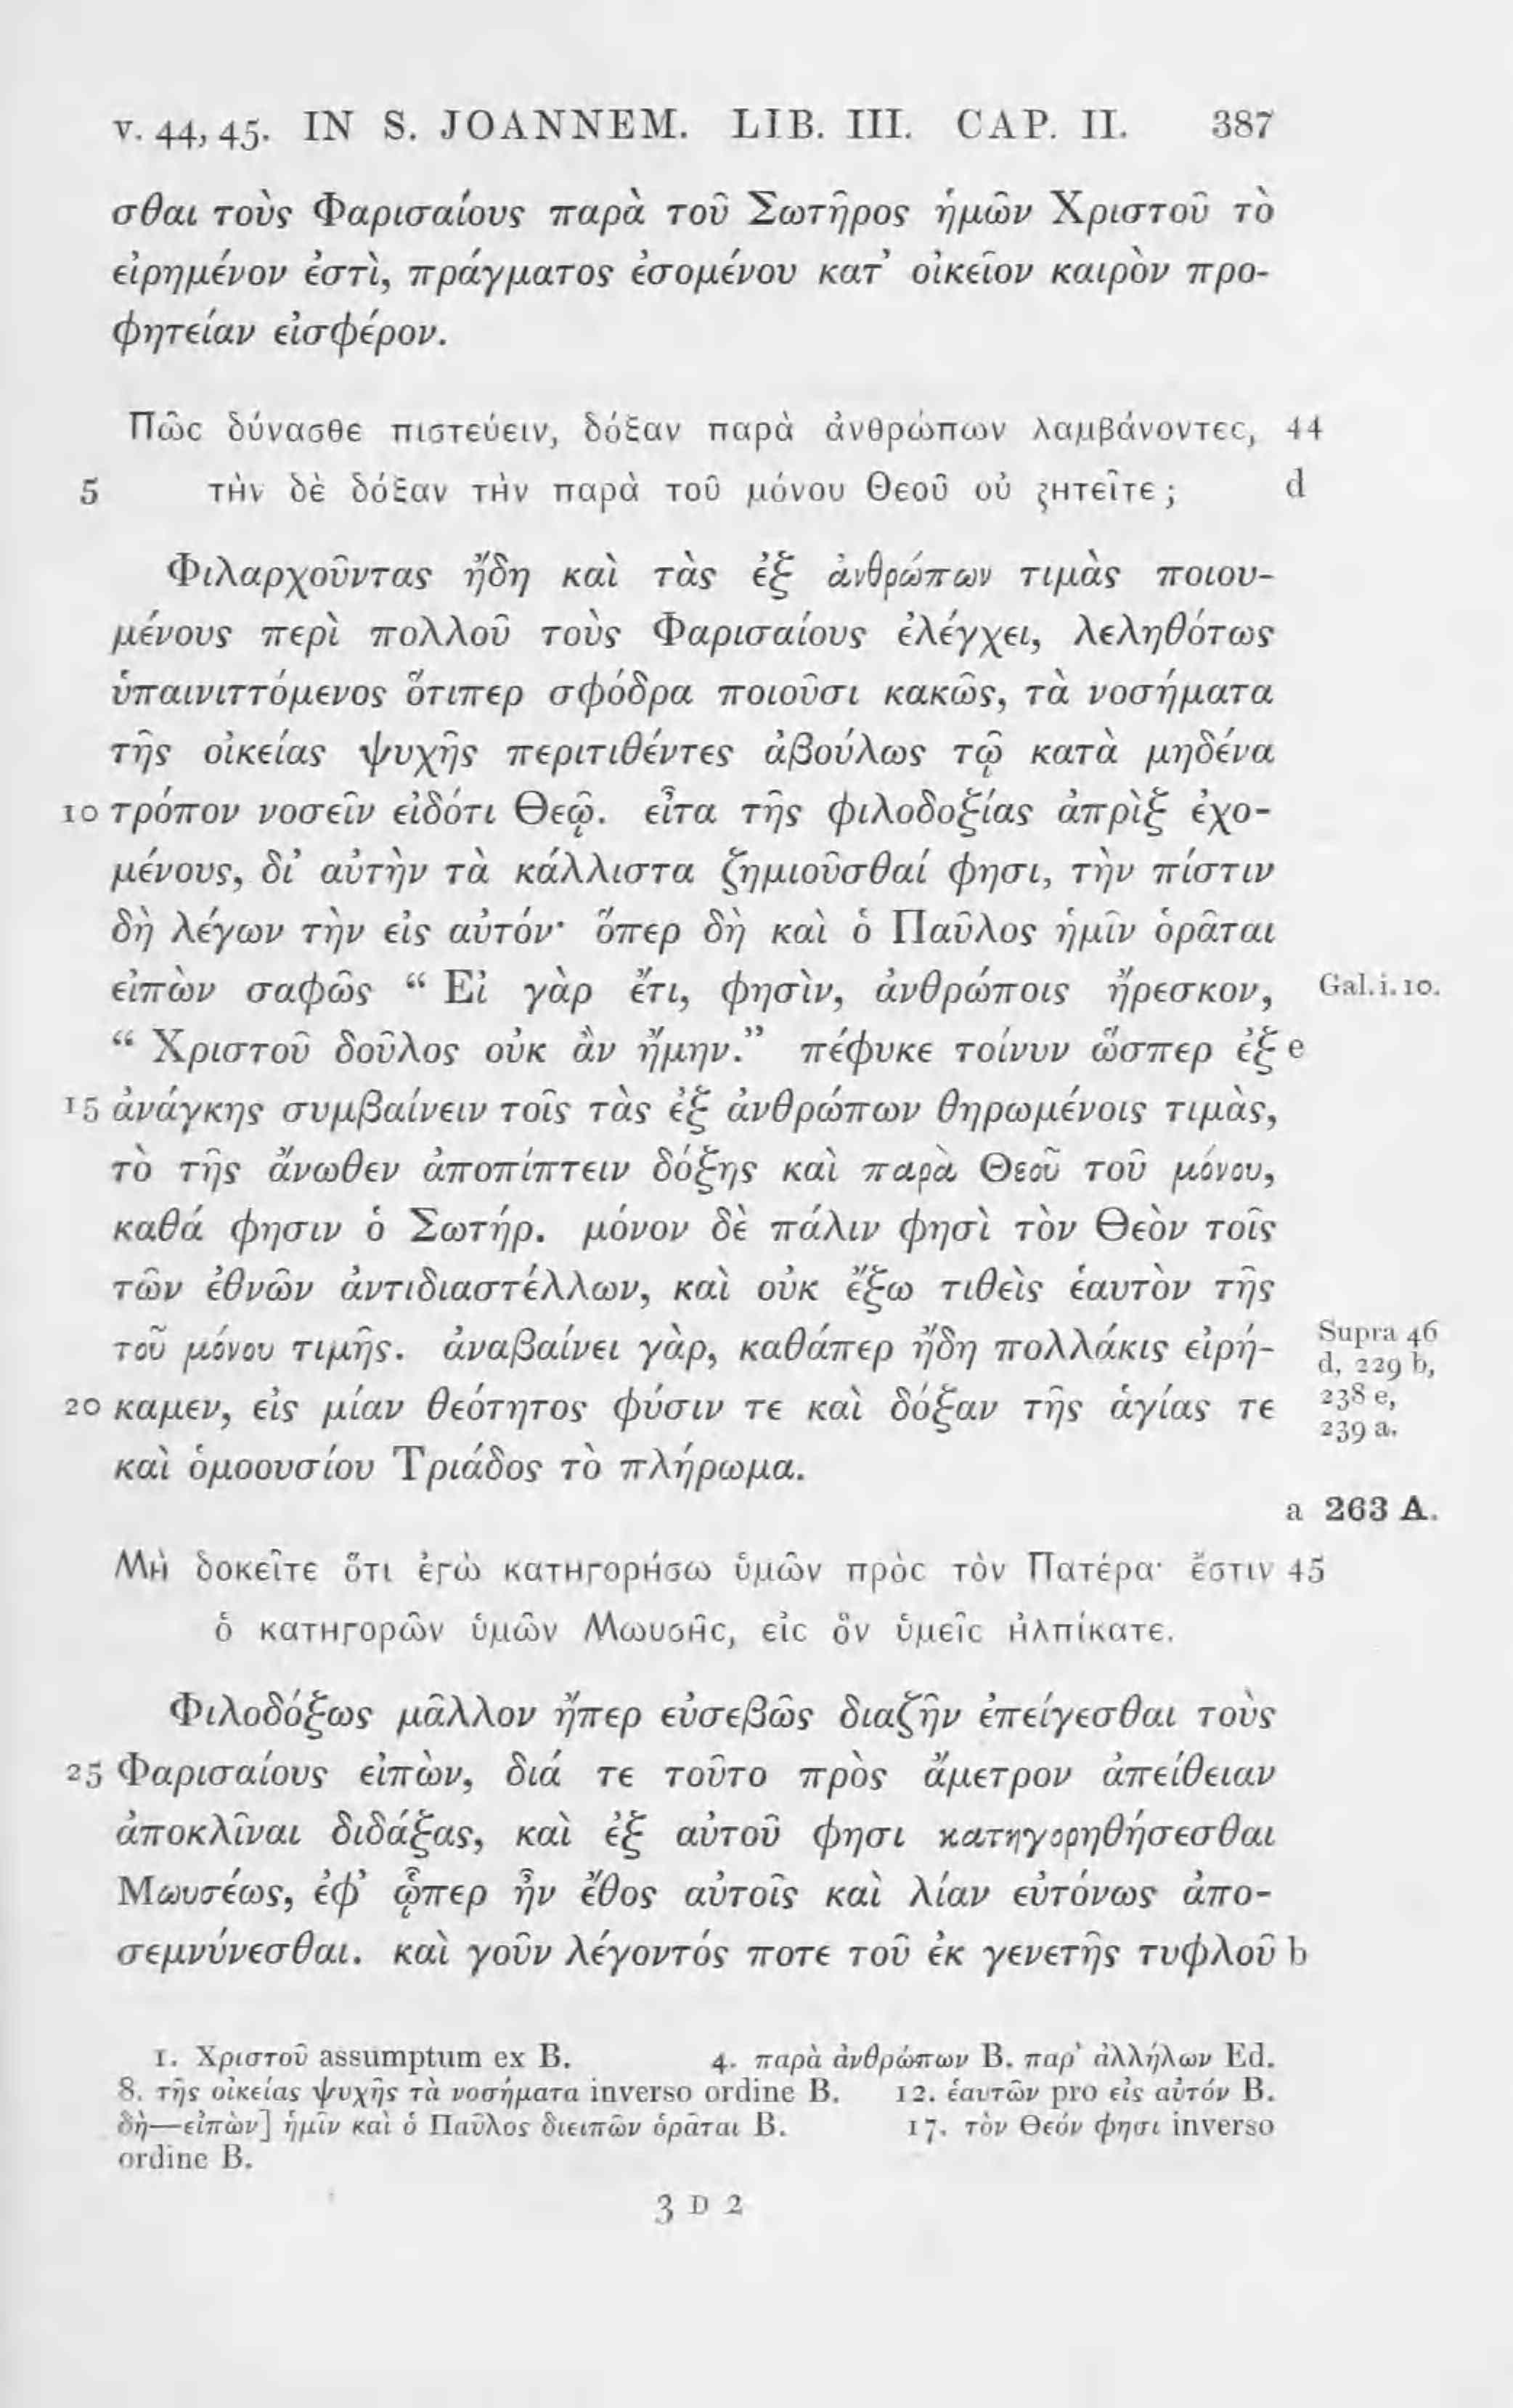 v. 44, 45. IN S. JOANNEM. LIB. III. CAP. II. 387
σθαι τοὺς Φαρισαίους παρὰ τοῦ Σωτῆρος ἡμῶν Χριστοῦ τὸ
εἰρημένον ἐστὶ, πράγματος ἐσομένου κατ’ οἰκεῖον καιρὸν προ-
φητείαν εἰσφέρον.
Πῶς δύνασθε πιστεύειν, δόξαν παρὰ ἀνθρώπων λαμβάνοντες, 44
5 τὴν δὲ δόξαν τὴν παρὰ τοῦ μόνου Θεοῦ οὐ ζητεῖτε; d
Φιλαρχοῦντας ἤδη καὶ τὰς ἐξ ἀνθρώπων τιμὰς ποιου-
μένους περὶ πολλοῦ τοὺς Φαρισαίους ἐλέγχει, λεληθότως
ὑπαινιττόμενος ὅτιπερ σφόδρα ποιοῦσι κακῶς, τὰ νοσήματα
τῆς οἰκείας ψυχῆς περιτιθέντες ἀβούλως τῷ κατὰ μηδένα
10 τρόπον νοσεῖν εἰδότι Θεῷ. εἶτα τῆς φιλοδοξίας ἀπρὶξ ἐχο-
μένους, δι’ αὐτὴν τὰ κάλλιστα ζημιοῦσθαί φησι, τὴν πίστιν
δὴ λέγων τὴν εἰς αὐτόν· ὅπερ δὴ καὶ ὁ Παῦλος ἡμῖν ὁρᾶται
εἰπὼν σαφῶς “ Εἰ γὰρ ἔτι, φησὶν, ἀνθρώποις ἤρεσκον, Gal. i. 10.
“ Χριστοῦ δοῦλος οὐκ ἂν ἤμην.” πέφυκε τοίνυν ὥσπερ ἐξ e
15 ἀνάγκης συμβαίνειν τοῖς τὰς ἐξ ἀνθρώπων θηρωμένοις τιμὰς,
τὸ τῆς ἄνωθεν ἀποπίπτειν δόξης καὶ παρὰ Θεοῦ τοῦ μόνου,
καθά φησιν ὁ Σωτήρ. μόνον δὲ πάλιν φησὶ τὸν Θεὸν τοῖς
τῶν ἐθνῶν ἀντιδιαστέλλων, καὶ οὐκ ἔξω τιθεὶς ἑαυτὸν τῆς
τοῦ μόνου τιμῆς. ἀναβαίνει γὰρ, καθάπερ ἤδη πολλάκις εἰρή- Supra 46 d, 229 b,
20 καμεν, εἰς μίαν θεότητος φύσιν τε καὶ δόξαν τῆς ἁγίας τε 238 e, 239 a.
καὶ ὁμοουσίου Τριάδος τὸ πλήρωμα.
a 263 A.
Μὴ δοκεῖτε ὅτι ἐγὼ κατηγορήσω ὑμῶν πρὸς τὸν Πατέρα· ἔστιν 45
ὁ κατηγορῶν ὑμῶν Μωυσῆς, εἰς ὃν ὑμεῖς ἠλπίκατε.
Φιλοδόξως μᾶλλον ἤπερ εὐσεβῶς διαζῆν ἐπείγεσθαι τοὺς
25 Φαρισαίους εἰπὼν, διά τε τοῦτο πρὸς ἄμετρον ἀπείθειαν
ἀποκλῖναι διδάξας, καὶ ἐξ αὐτοῦ φησι κατηγορηθήσεσθαι
Μωυσέως, ἐφ’ ᾧπερ ἦν ἔθος αὐτοῖς καὶ λίαν εὐτόνως ἀπο-
σεμνύνεσθαι. καὶ γοῦν λέγοντός ποτε τοῦ ἐκ γενετῆς τυφλοῦ b
1. Χριστοῦ assumptum ex B. 4. παρὰ ἀνθρώπων B. παρ’ ἀλλήλων Ed.
8. τῆς οἰκείας ψυχῆς τὰ νοσήματα inverso ordine B. 12. ἑαυτῶν pro εἰς αὐτόν B.
δὴ—εἰπὼν] ἡμῖν καὶ ὁ Παῦλος διειπῶν ὁρᾶται B. 17. τὸν Θεόν φησι inverso
ordine B.
3 D 2